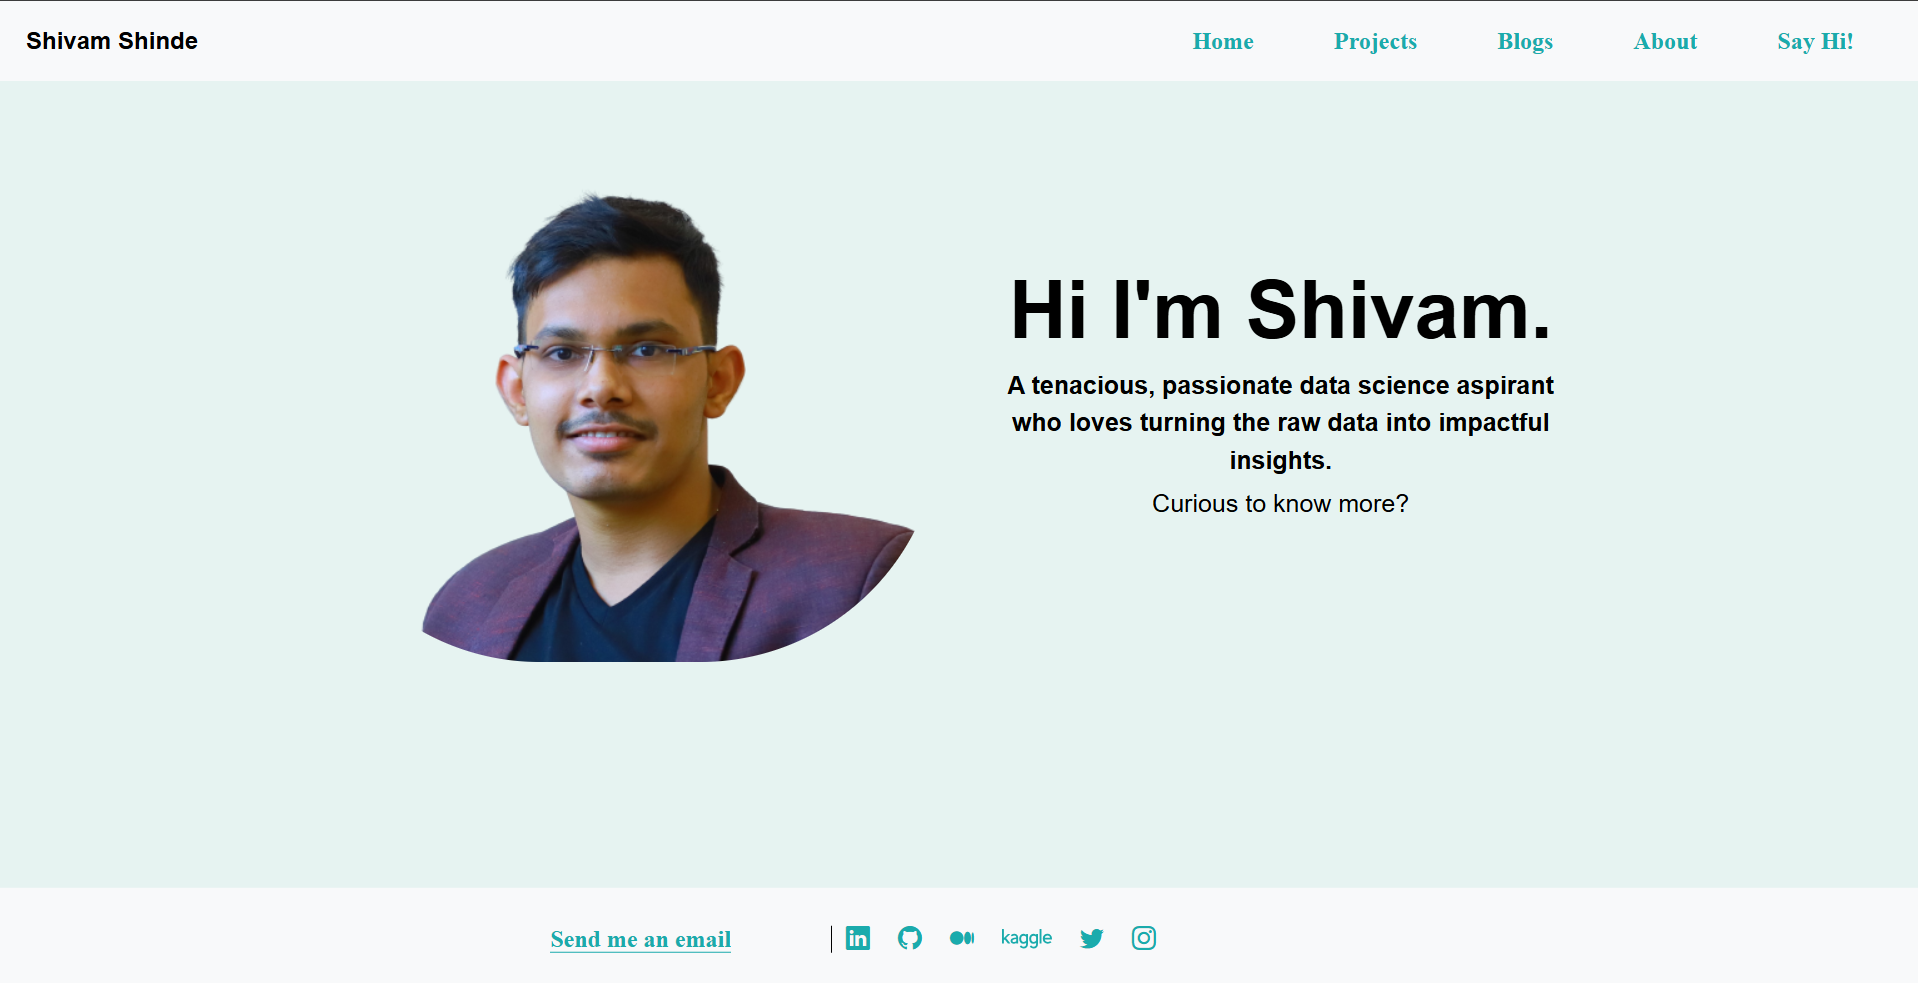 Shivam Shinde
Home Projects Blogs About Say Hi!
Hi I'm Shivam.
A tenacious, passionate data science aspirant
who loves turning the raw data into impactful
insights.
Curious to know more?
Send me an email
in kaggle